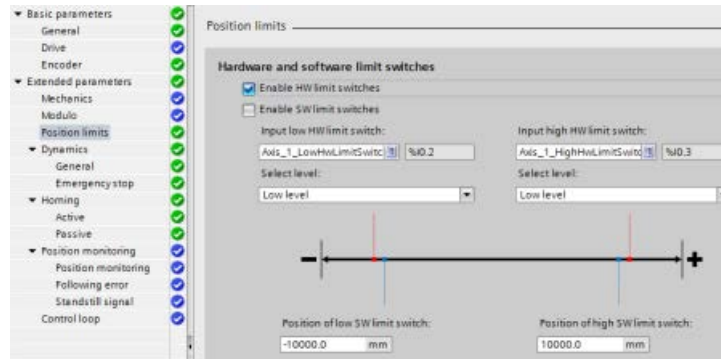 Basic parameters
General
Drive
Encoder
Extended parameters
Mechanics
Modulo
Position limits
Dynamics
General
Emergency stop
Homing
Active
Passive
Position monitoring
Position monitoring
Following error
Standstill signal
Control loop
Position limits
Hardware and software limit switches
Enable HW limit switches
Enable SW limit switches
Input low HW limit switch:
Axis_1_LowHwLimitSwitc %I0.2
Select level:
Low level
Input high HW limit switch:
Axis_1_HighHwLimitSwitc %I0.3
Select level:
Low level
Position of low SW limit switch:
-10000.0 mm
Position of high SW limit switch:
10000.0 mm